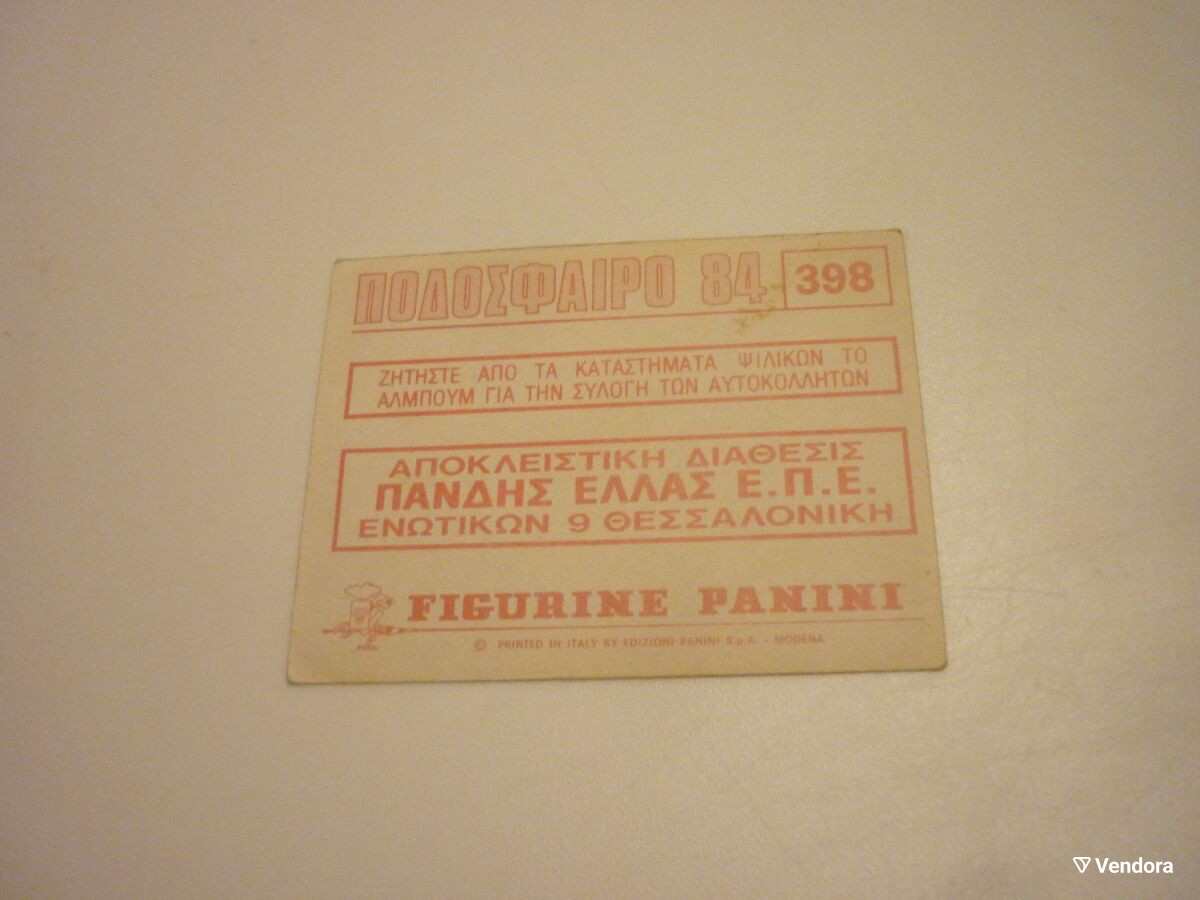 ΠΟΔΟΣΦΑΙΡΟ 84 398
ΖΗΤΗΣΤΕ ΑΠΟ ΤΑ ΚΑΤΑΣΤΗΜΑΤΑ ΨΙΛΙΚΩΝ ΤΟ
ΑΛΜΠΟΥΜ ΓΙΑ ΤΗΝ ΣΥΛΟΓΗ ΤΩΝ ΑΥΤΟΚΟΛΛΗΤΩΝ
ΑΠΟΚΛΕΙΣΤΙΚΗ ΔΙΑΘΕΣΙΣ
ΠΑΝΔΗΣ ΕΛΛΑΣ Ε.Π.Ε.
ΕΝΩΤΙΚΩΝ 9 ΘΕΣΣΑΛΟΝΙΚΗ
FIGURINE PANINI
© PRINTED IN ITALY BY EDIZIONI PANINI S.p.A. - MODENA
Vendora